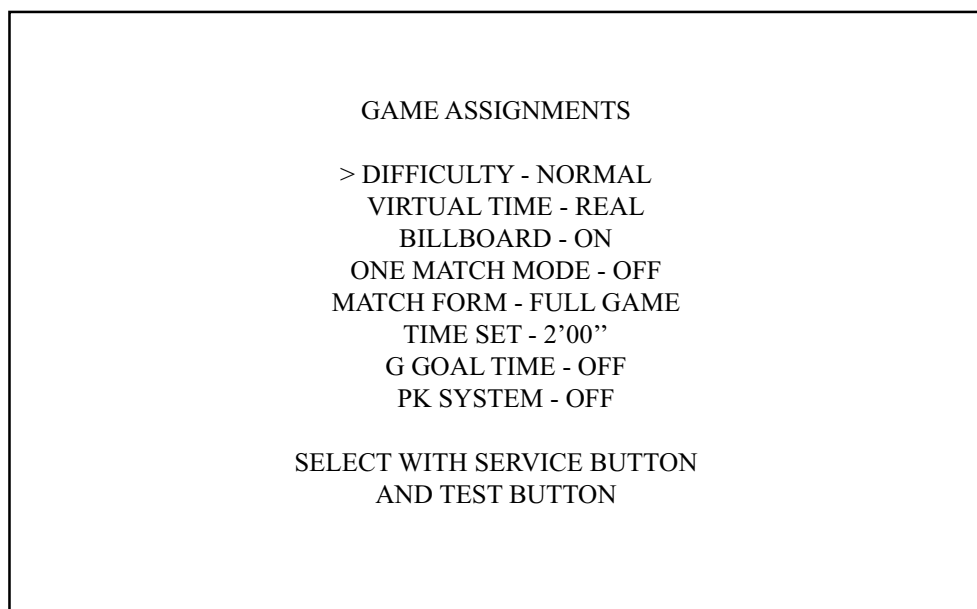 GAME ASSIGNMENTS
> DIFFICULTY - NORMAL
VIRTUAL TIME - REAL
BILLBOARD - ON
ONE MATCH MODE - OFF
MATCH FORM - FULL GAME
TIME SET - 2’00’’
G GOAL TIME - OFF
PK SYSTEM - OFF
SELECT WITH SERVICE BUTTON
AND TEST BUTTON